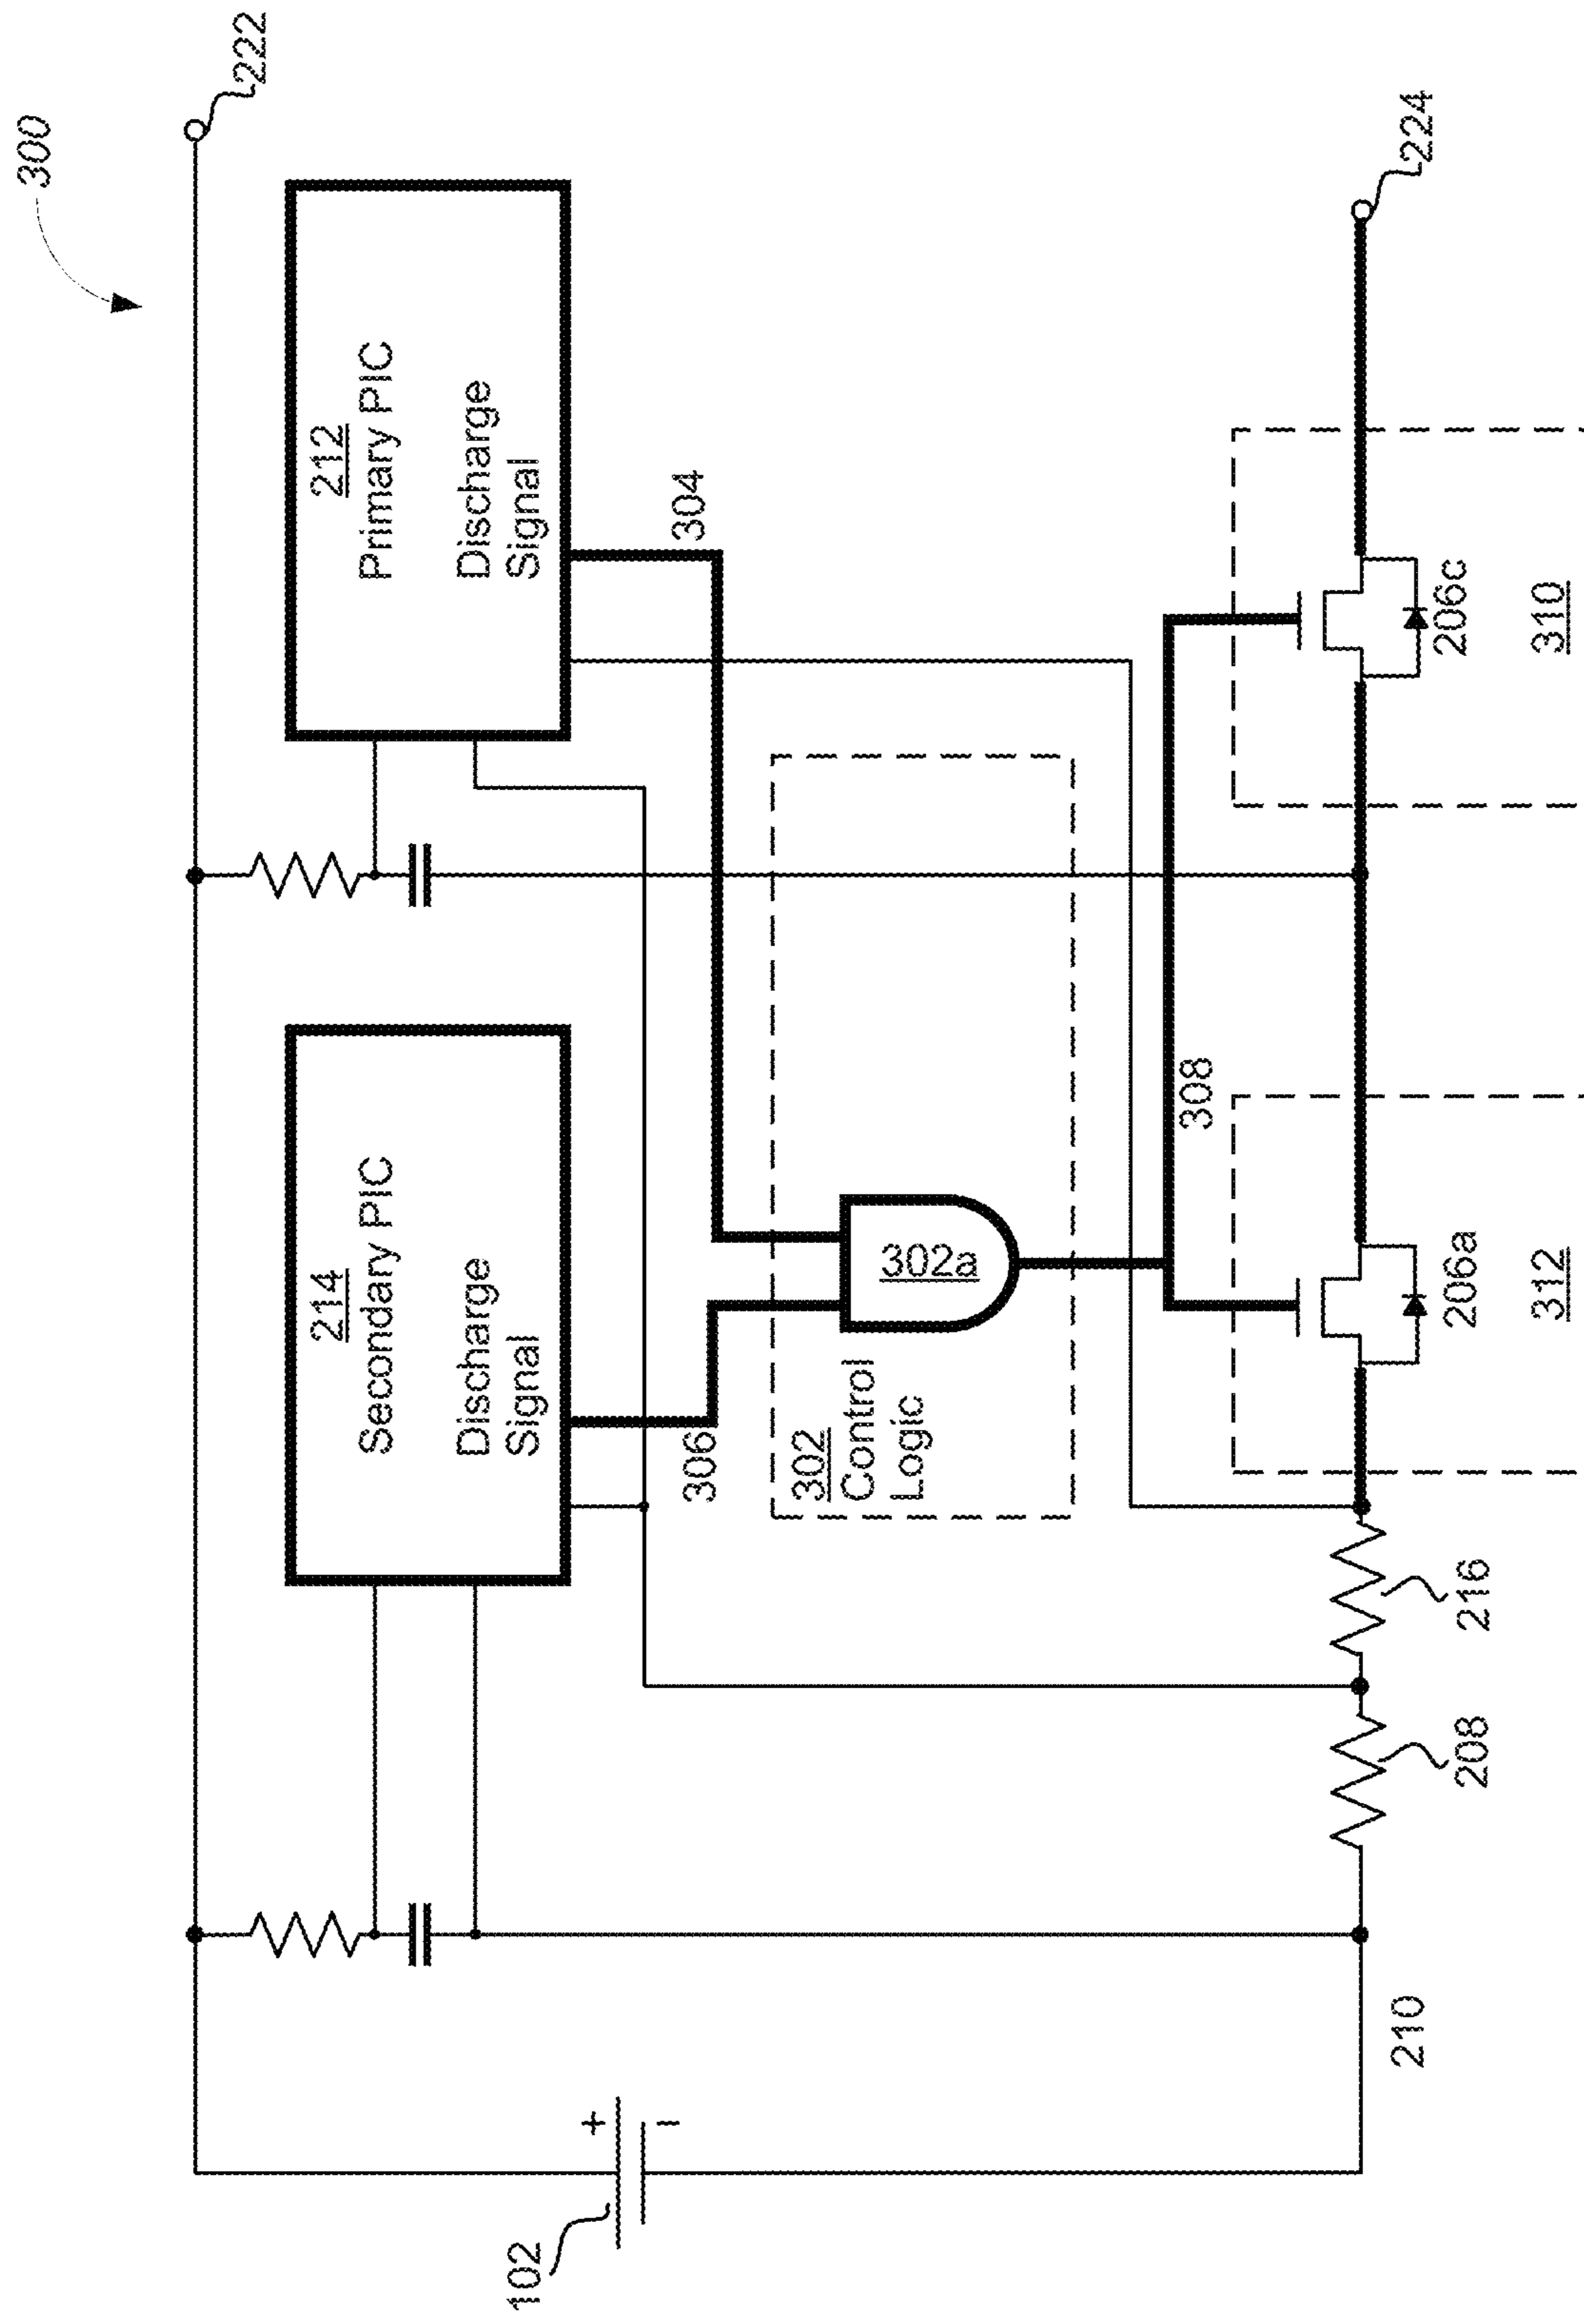 300
222
212
Primary PIC
Discharge
Signal
304
214
Secondary PIC
Discharge
Signal
306
302
Control
Logic
302a
308
102
+
−
210
208
216
206a
312
206c
310
224